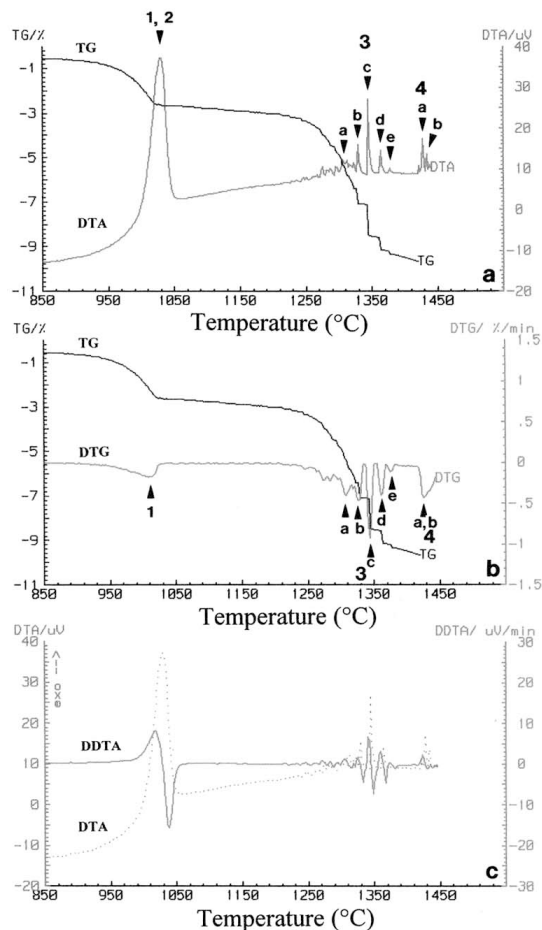 TG/% 1, 2 DTA/uV
40
TG
-1 3 30
c
-3 4 20
a b d e a b
-5 DTA 10
-7 0
DTA
-9 TG -10
a
-11 -20
850 950 1050 1150 1250 1350 1450
Temperature (°C)
TG/% DTG/ %/min
TG 1.5
-1
1
-3
.5
DTG
-5 0
DTG
-7 e -.5
1 a b d a,b
4
-9 3 c TG -1
b
-11 -1.5
850 950 1050 1150 1250 1350 1450
Temperature (°C)
DTA/uV DDTA/ uV/min
40 30
^-| exo
30 20
20 10
DDTA
10 0
0 -10
DTA
-10 -20
c
-20 -30
850 950 1050 1150 1250 1350 1450
Temperature (°C)